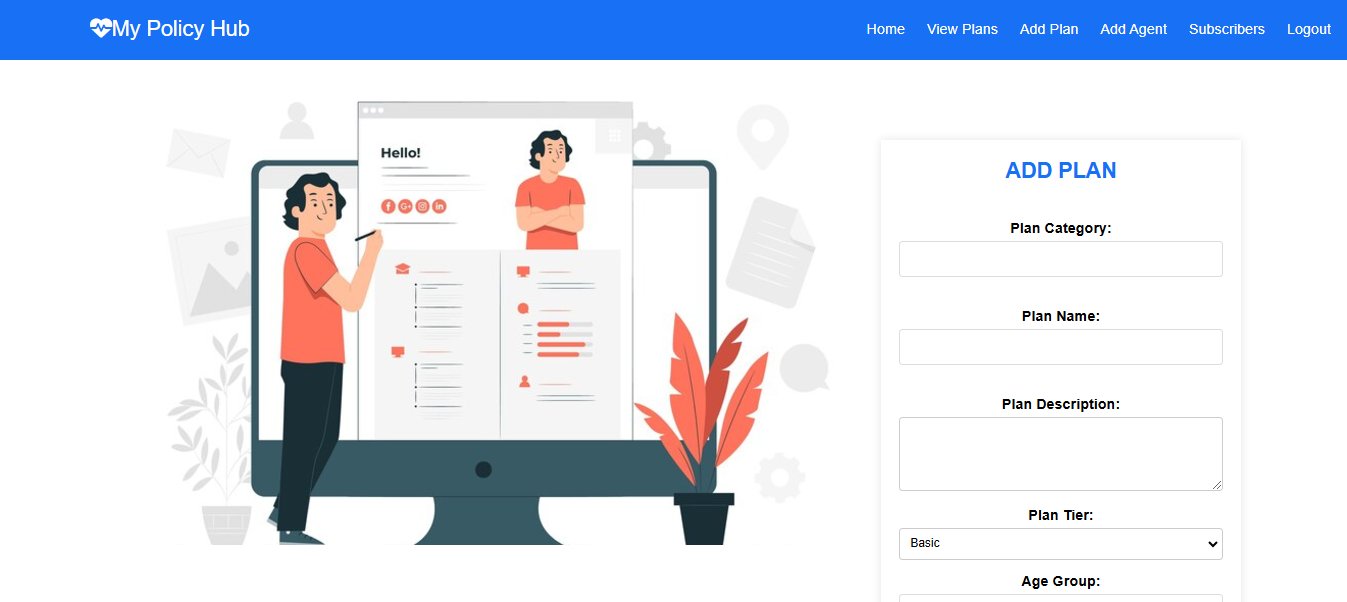 My Policy Hub
Home View Plans Add Plan Add Agent Subscribers Logout
Hello!
f G+ in
ADD PLAN
Plan Category:
Plan Name:
Plan Description:
Plan Tier:
Basic
Age Group: